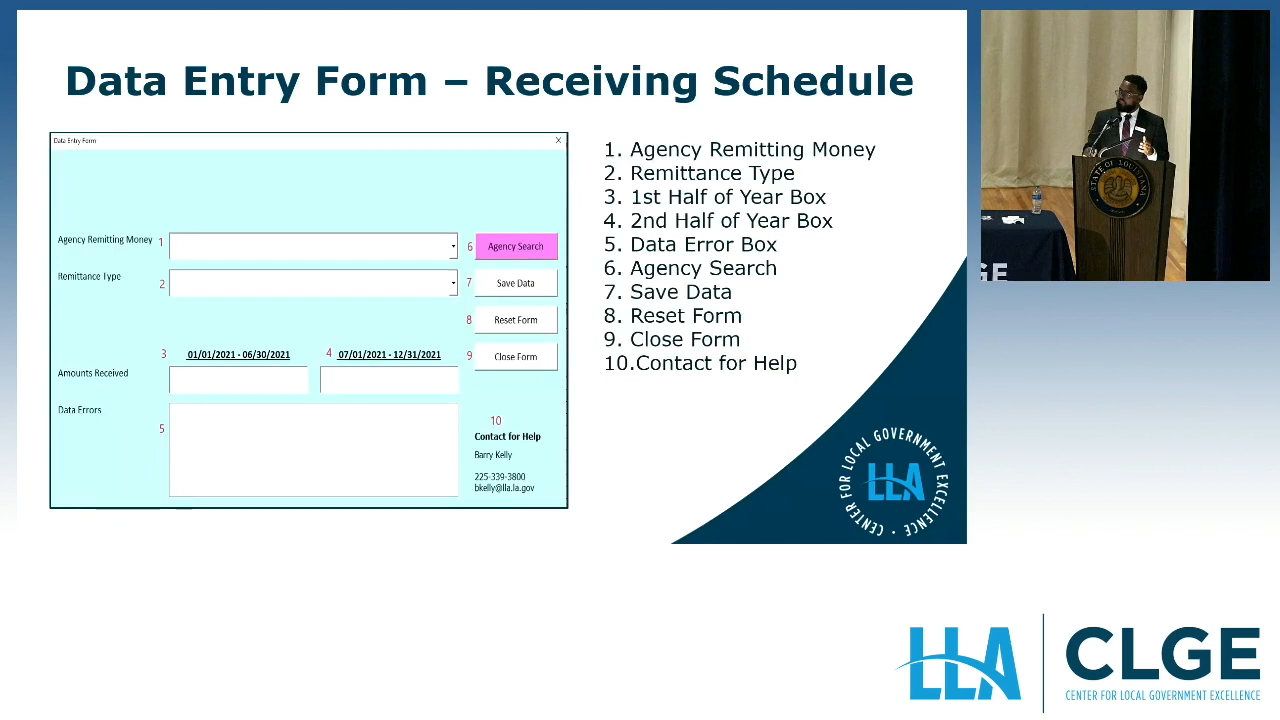 Data Entry Form – Receiving Schedule
Data Entry Form X
Agency Remitting Money 1
6 Agency Search
Remittance Type 2
7 Save Data
8 Reset Form
3 01/01/2021 - 06/30/2021
4 07/01/2021 - 12/31/2021
9 Close Form
Amounts Received
Data Errors
5
10
Contact for Help
Barry Kelly
225-339-3800
bkelly@lla.la.gov
1. Agency Remitting Money
2. Remittance Type
3. 1st Half of Year Box
4. 2nd Half of Year Box
5. Data Error Box
6. Agency Search
7. Save Data
8. Reset Form
9. Close Form
10.Contact for Help
CENTER FOR LOCAL GOVERNMENT EXCELLENCE
LLA
STATE OF LOUISIANA
GE
LLA
CLGE
CENTER FOR LOCAL GOVERNMENT EXCELLENCE